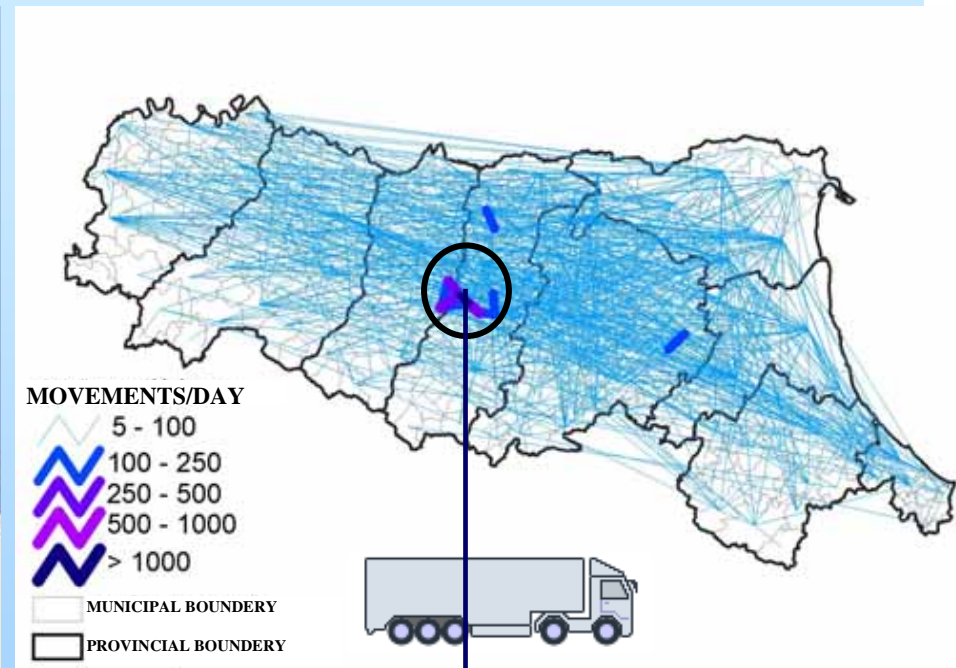 MOVEMENTS/DAY
5 - 100
100 - 250
250 - 500
500 - 1000
> 1000
MUNICIPAL BOUNDERY
PROVINCIAL BOUNDERY